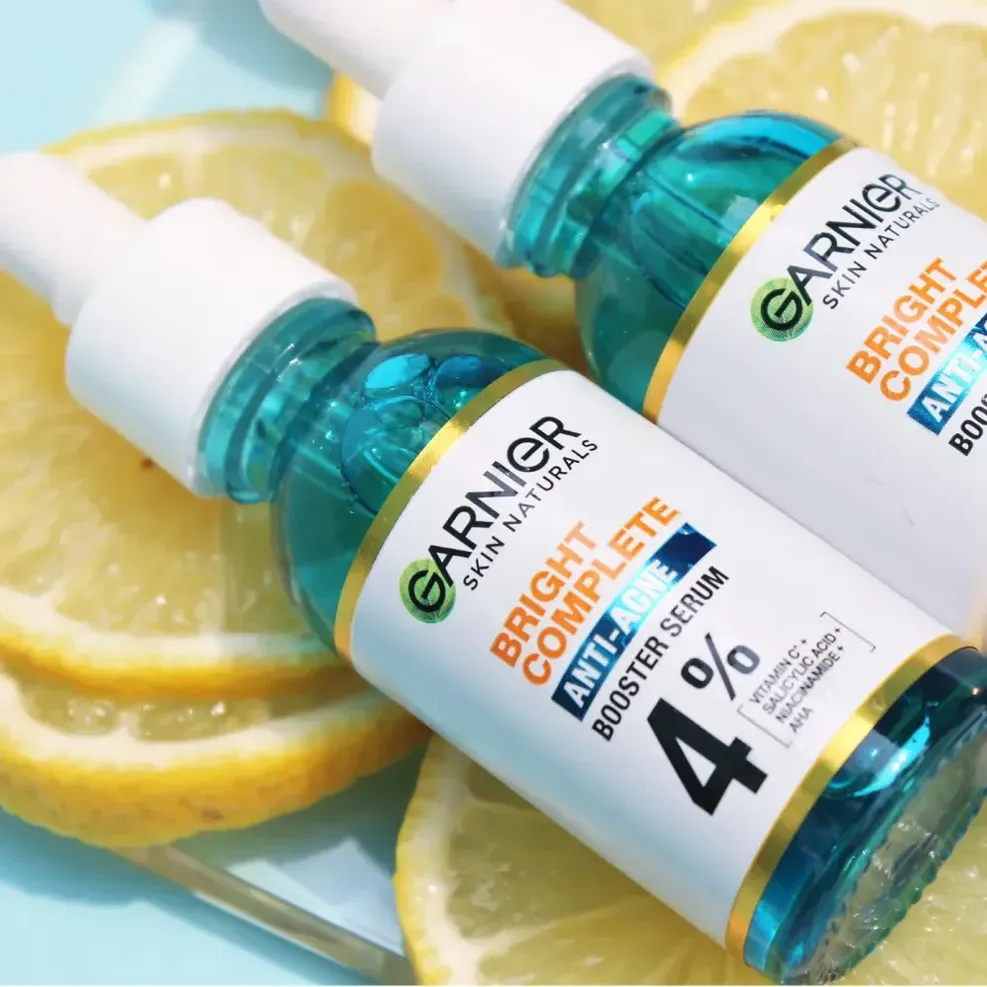 GARNIER
SKIN NATURALS
BRIGHT
COMPLETE
ANTI-ACNE
BOOSTER SERUM
4%
VITAMIN C* +
SALICYLIC ACID +
NIACINAMIDE +
AHA
GARNIER
SKIN NATURALS
BRIGHT